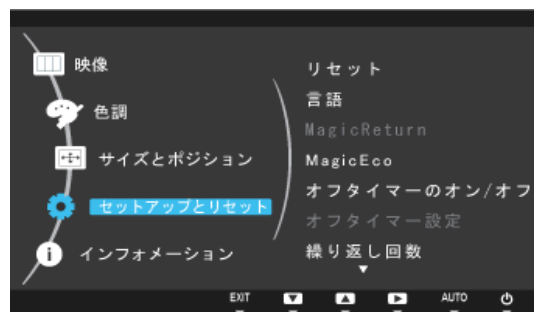 映像
色調
サイズとポジション
セットアップとリセット
インフォメーション
リセット
言語
MagicReturn
MagicEco
オフタイマーのオン/オフ
オフタイマー設定
繰り返し回数
EXIT
AUTO